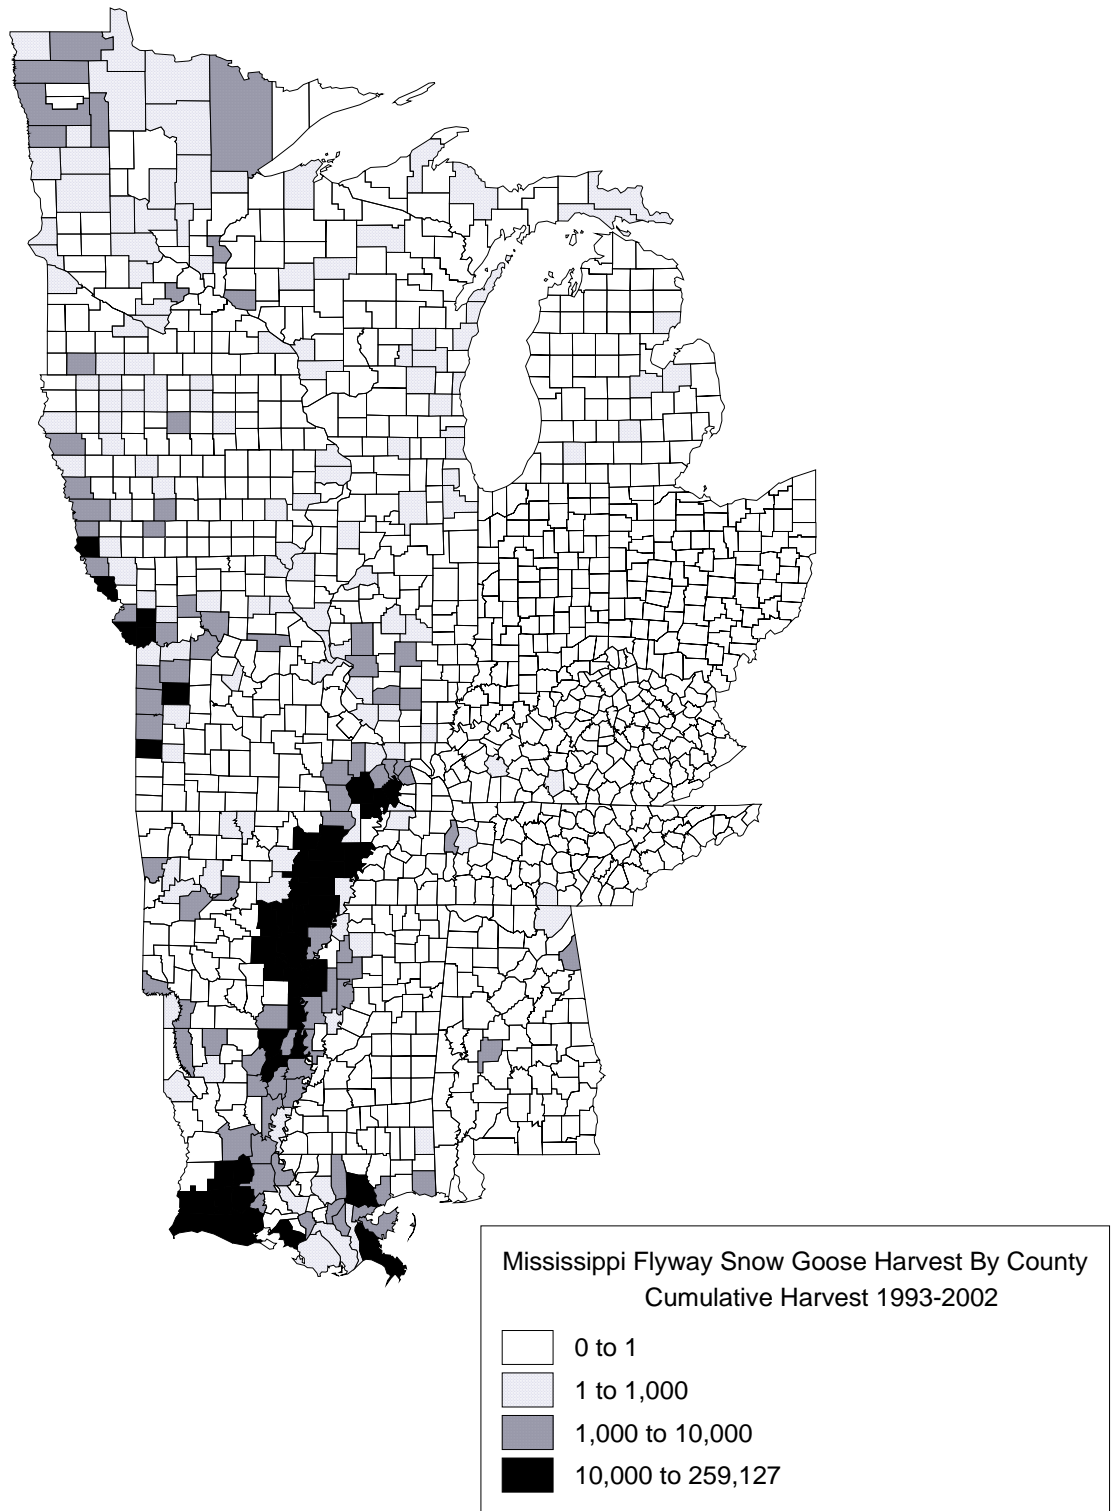 Mississippi Flyway Snow Goose Harvest By County
Cumulative Harvest 1993-2002
0 to 1
1 to 1,000
1,000 to 10,000
10,000 to 259,127